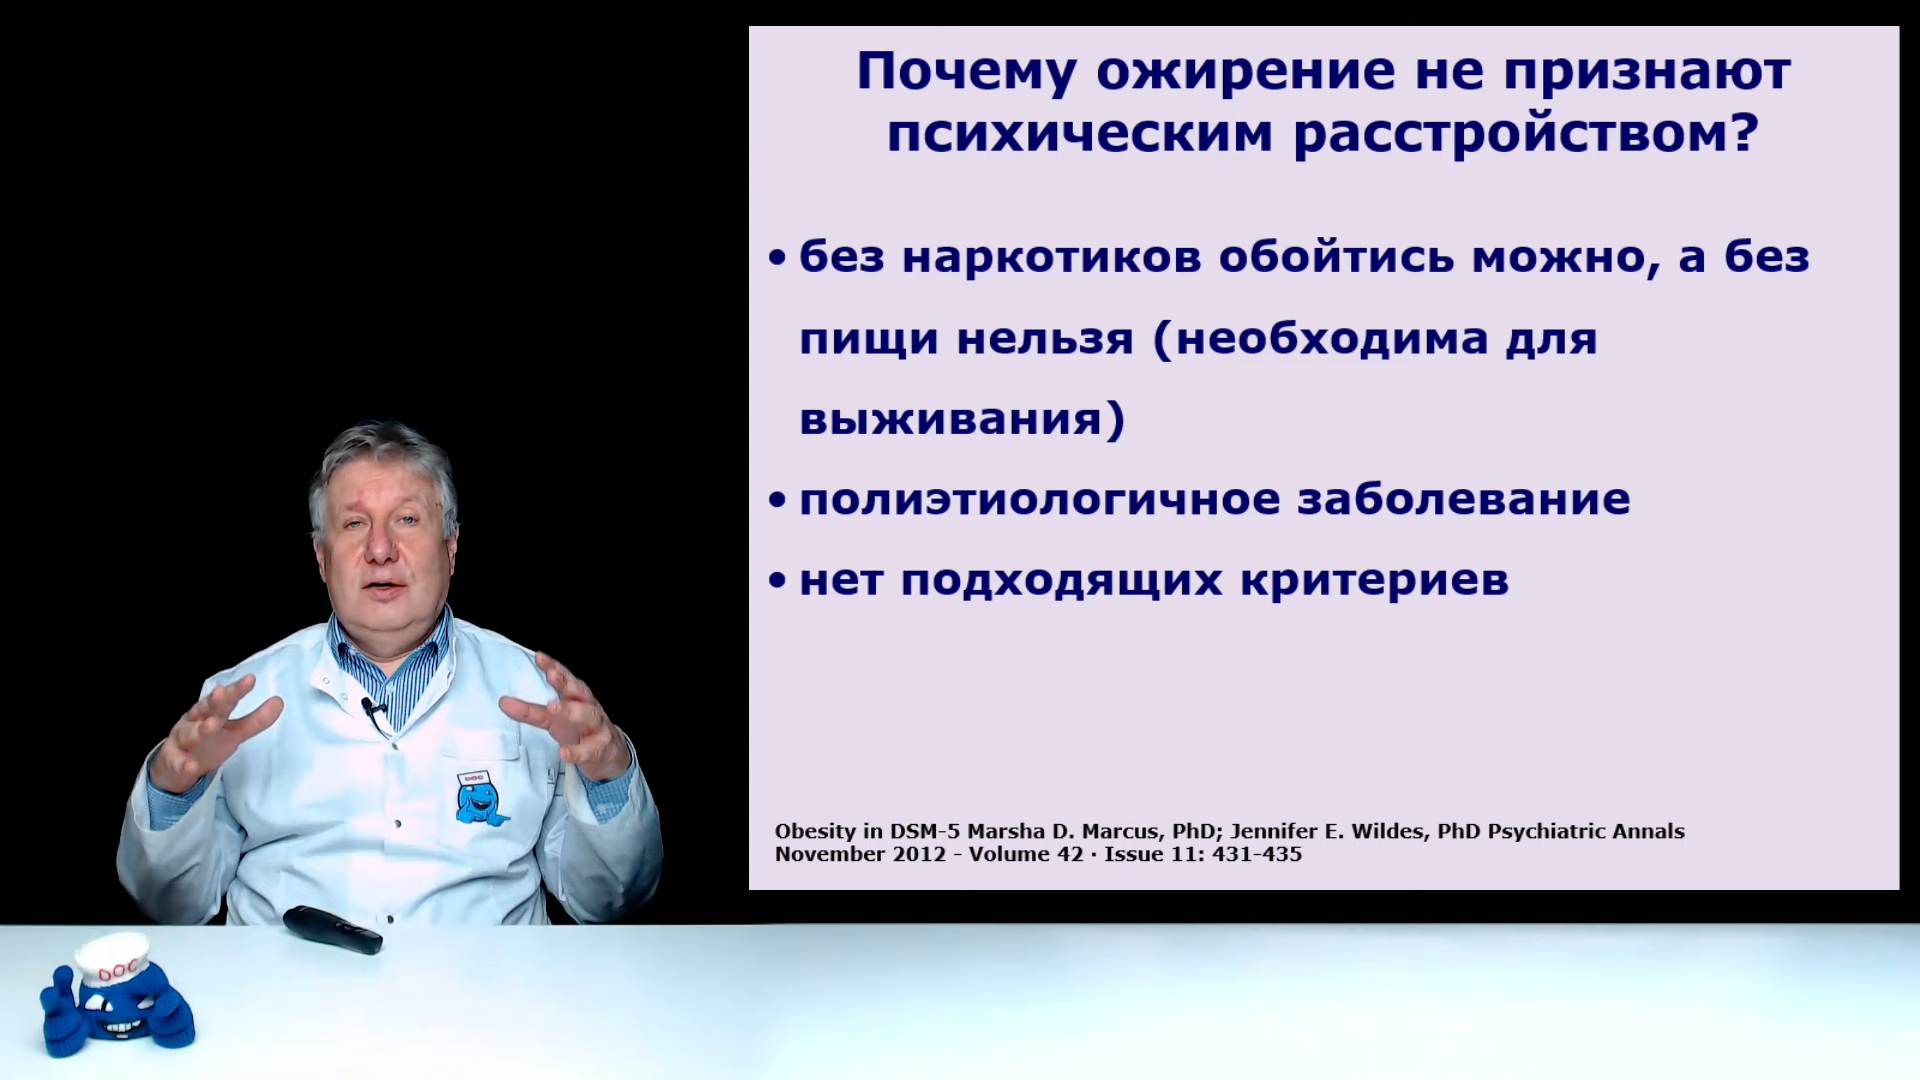 Почему ожирение не признают
психическим расстройством?
• без наркотиков обойтись можно, а без
пищи нельзя (необходима для
выживания)
• полиэтиологичное заболевание
• нет подходящих критериев
Obesity in DSM-5 Marsha D. Marcus, PhD; Jennifer E. Wildes, PhD Psychiatric Annals
November 2012 - Volume 42 · Issue 11: 431-435
DOC
DOC